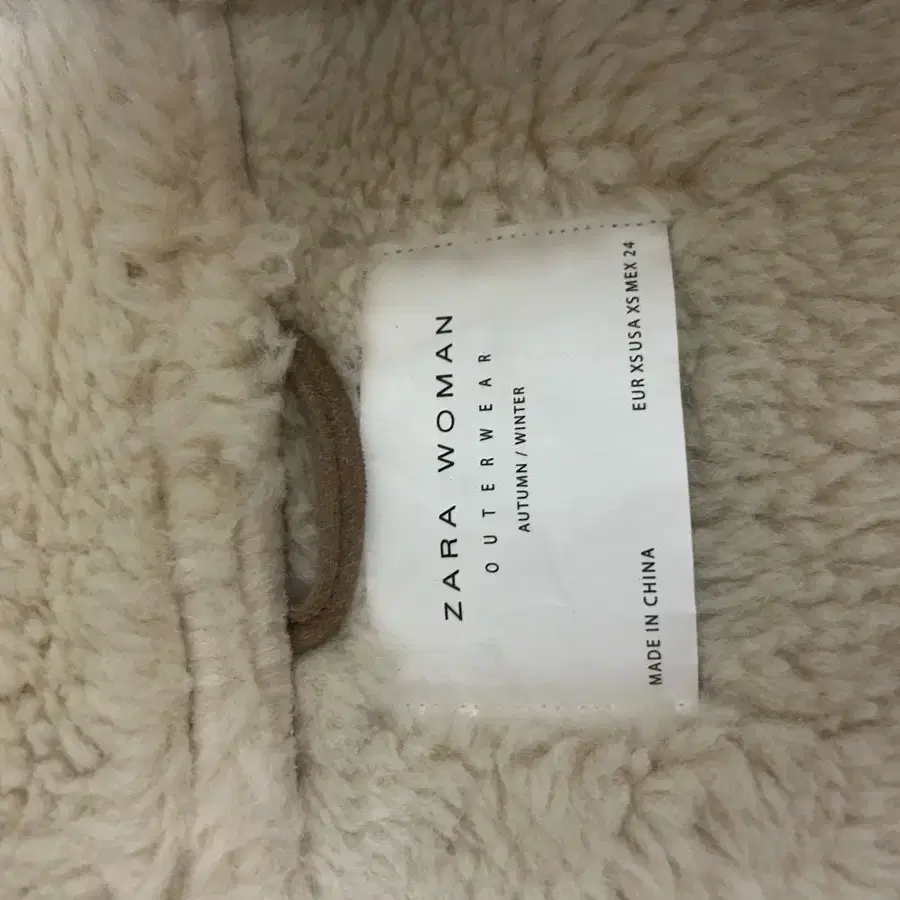 ZARA WOMAN
OUTERWEAR
AUTUMN / WINTER
MADE IN CHINA
EUR XS USA XS MEX 24